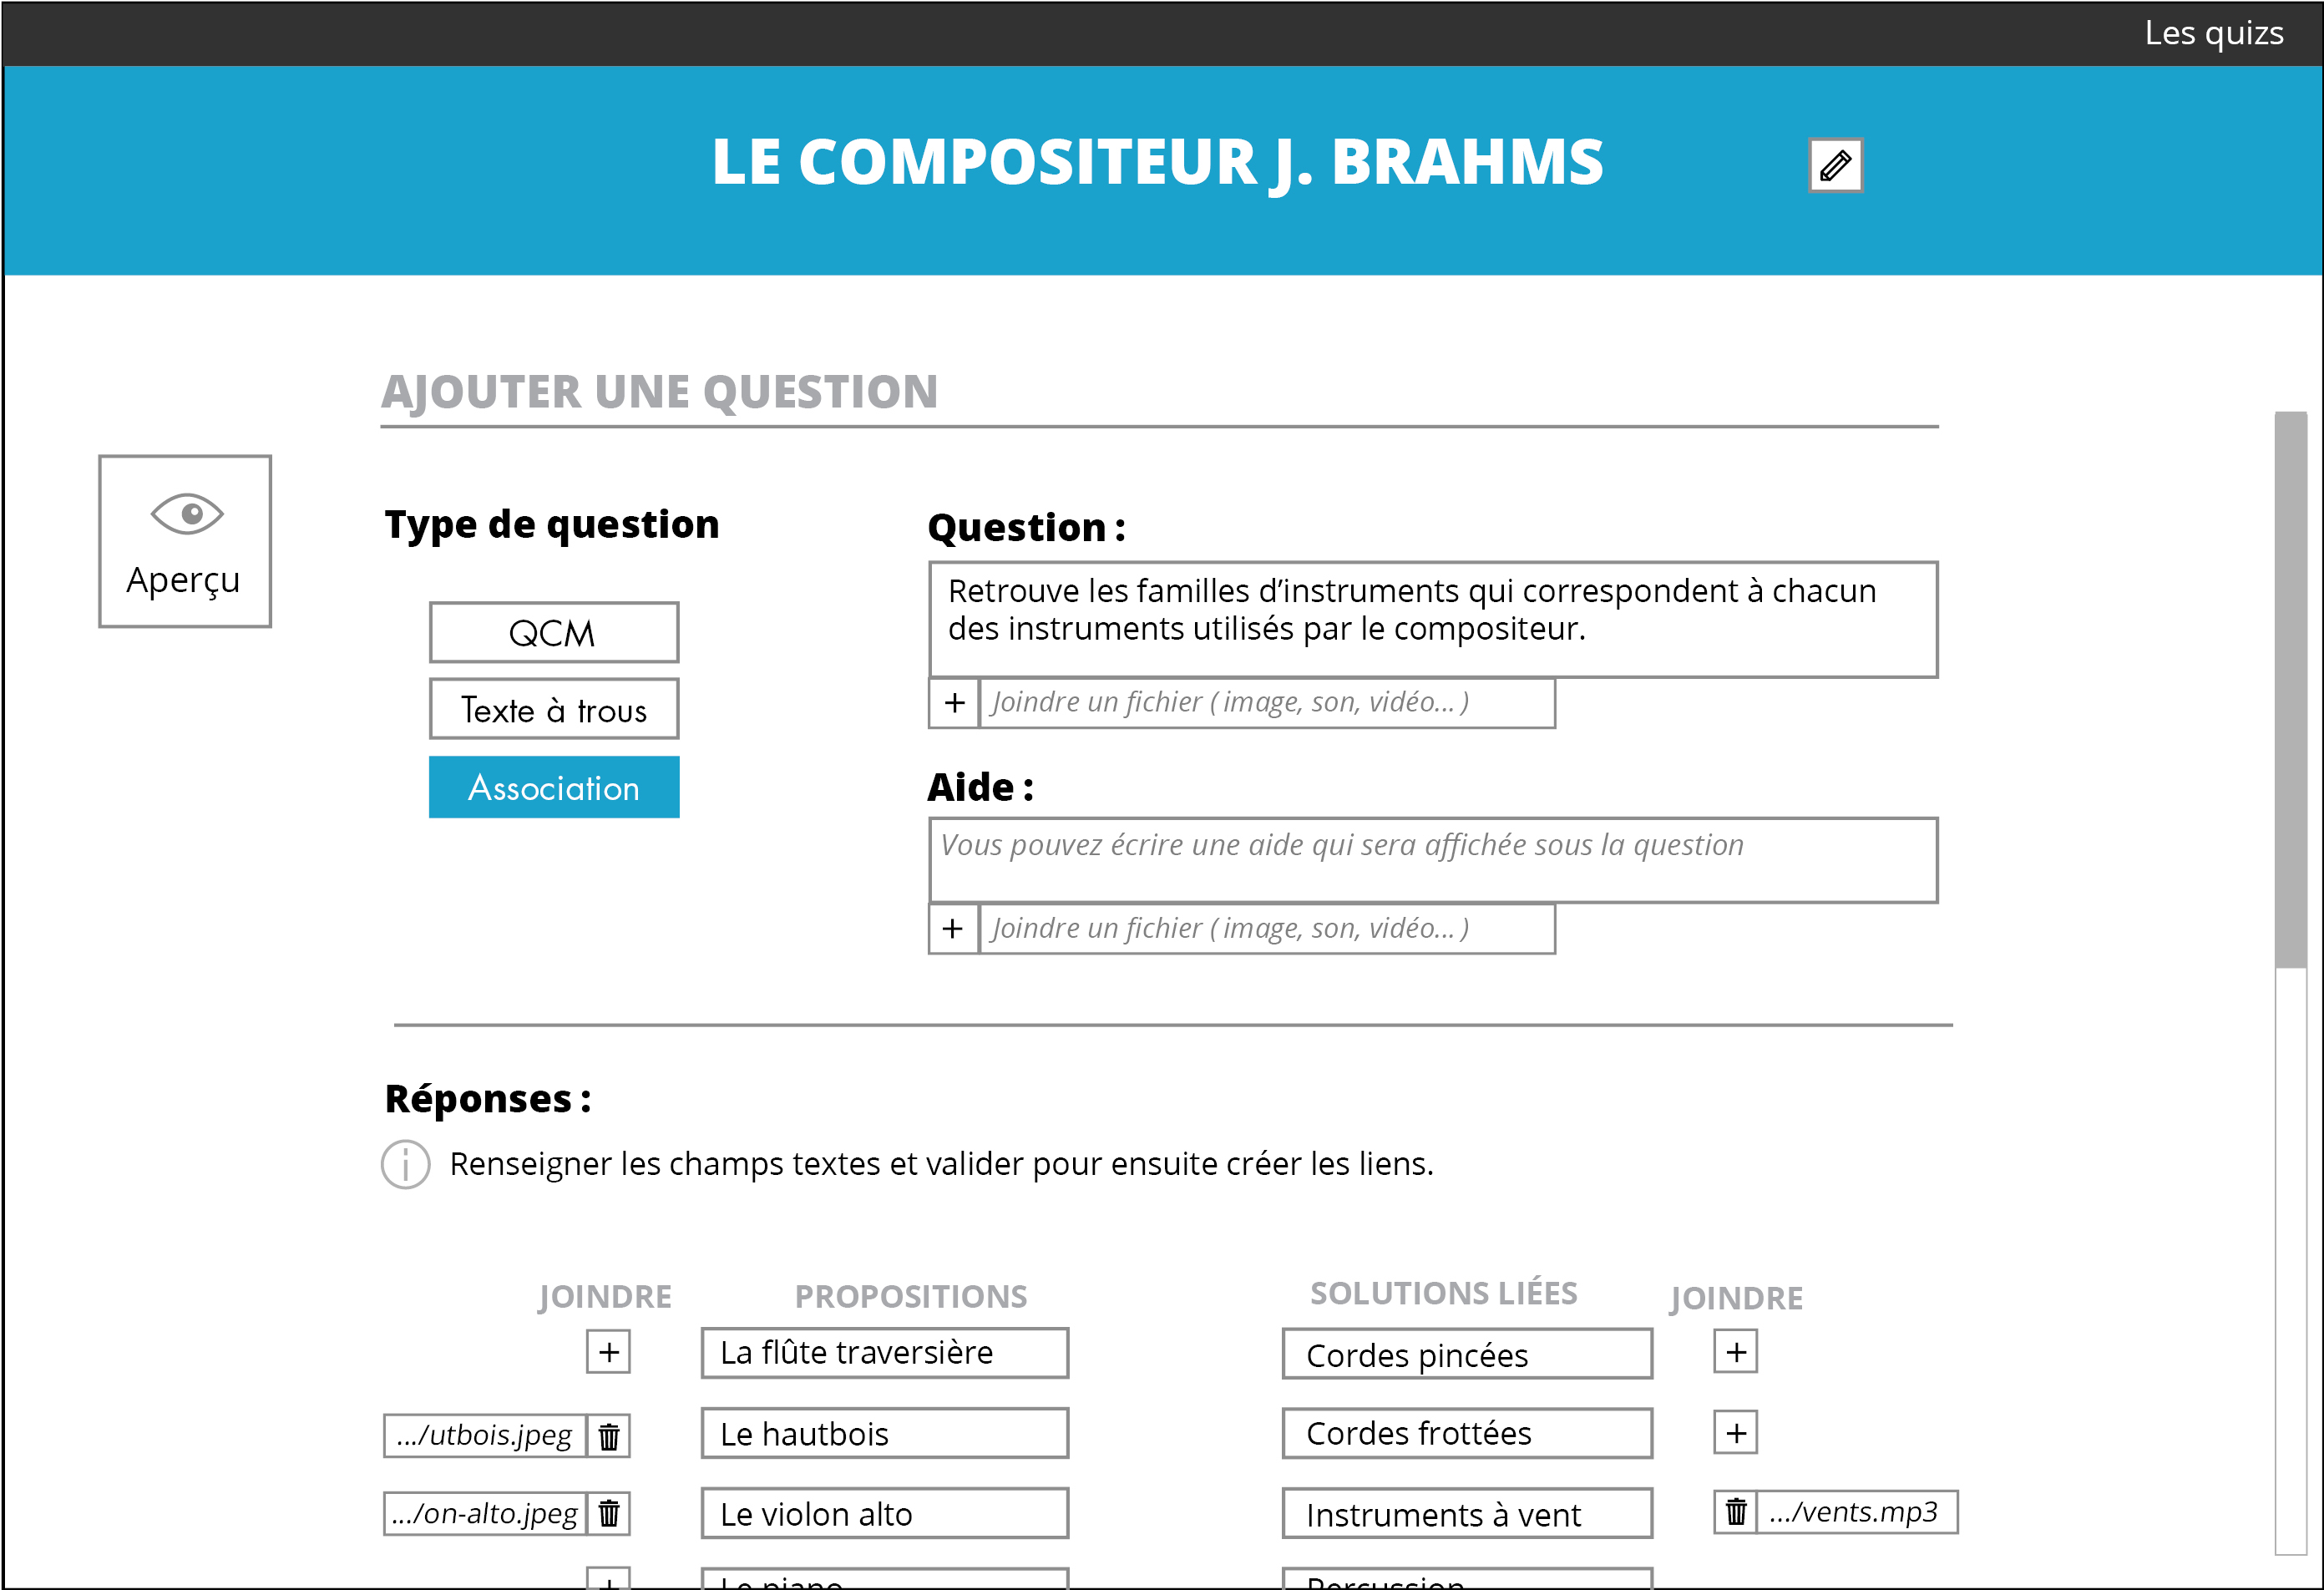 Les quizs
LE COMPOSITEUR J. BRAHMS
AJOUTER UNE QUESTION
Aperçu
Type de question
QCM
Texte à trous
Association
Question :
Retrouve les familles d’instruments qui correspondent à chacun
des instruments utilisés par le compositeur.
+ Joindre un fichier ( image, son, vidéo... )
Aide :
Vous pouvez écrire une aide qui sera affichée sous la question
+ Joindre un fichier ( image, son, vidéo... )
Réponses :
i Renseigner les champs textes et valider pour ensuite créer les liens.
JOINDRE PROPOSITIONS SOLUTIONS LIÉES JOINDRE
+ La flûte traversière Cordes pincées +
.../utbois.jpeg Le hautbois Cordes frottées +
.../on-alto.jpeg Le violon alto Instruments à vent .../vents.mp3
+ Le piano Percussion